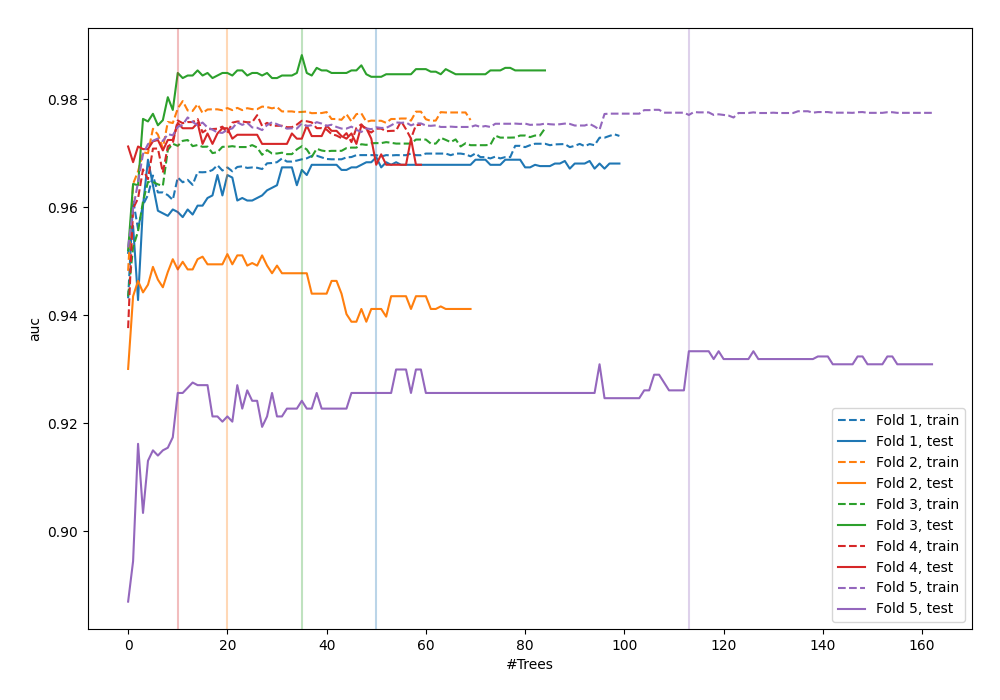 0.98
0.96
0.94
0.92
0.90
auc
0
20
40
60
80
100
120
140
160
#Trees
Fold 1, train
Fold 1, test
Fold 2, train
Fold 2, test
Fold 3, train
Fold 3, test
Fold 4, train
Fold 4, test
Fold 5, train
Fold 5, test